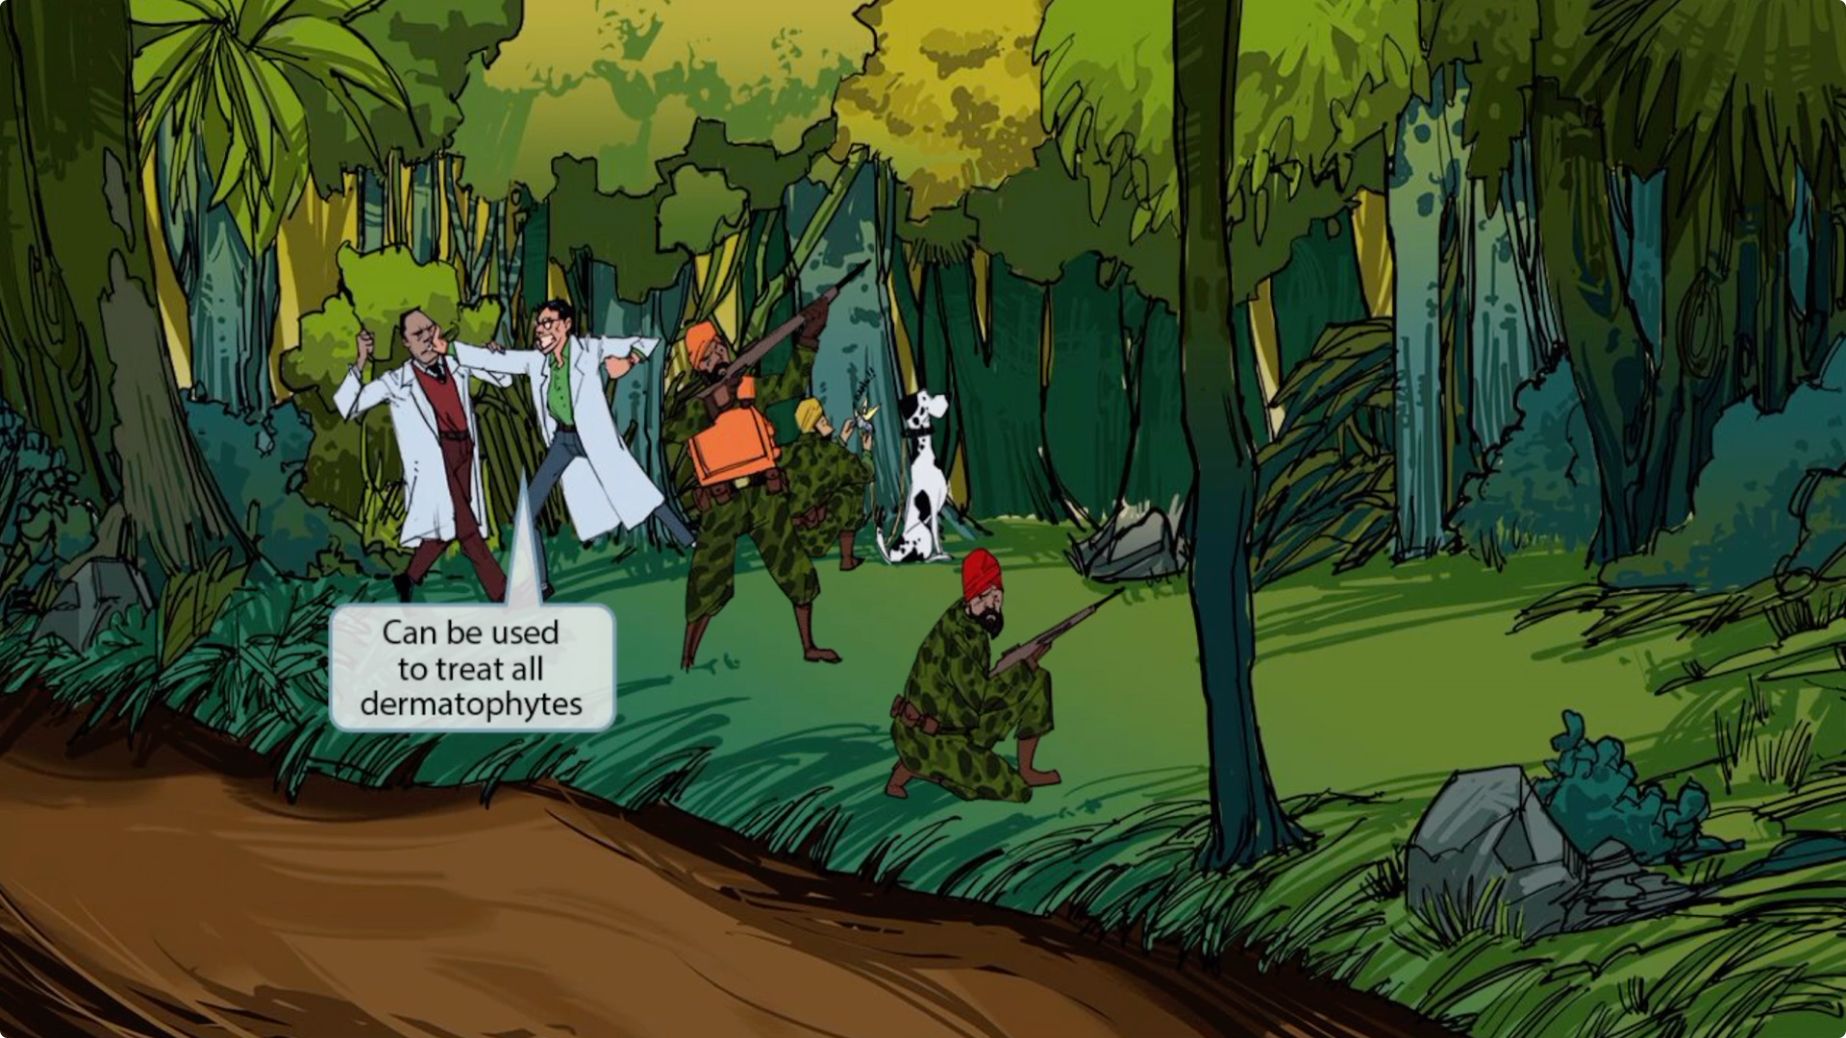 Can be used
to treat all
dermatophytes